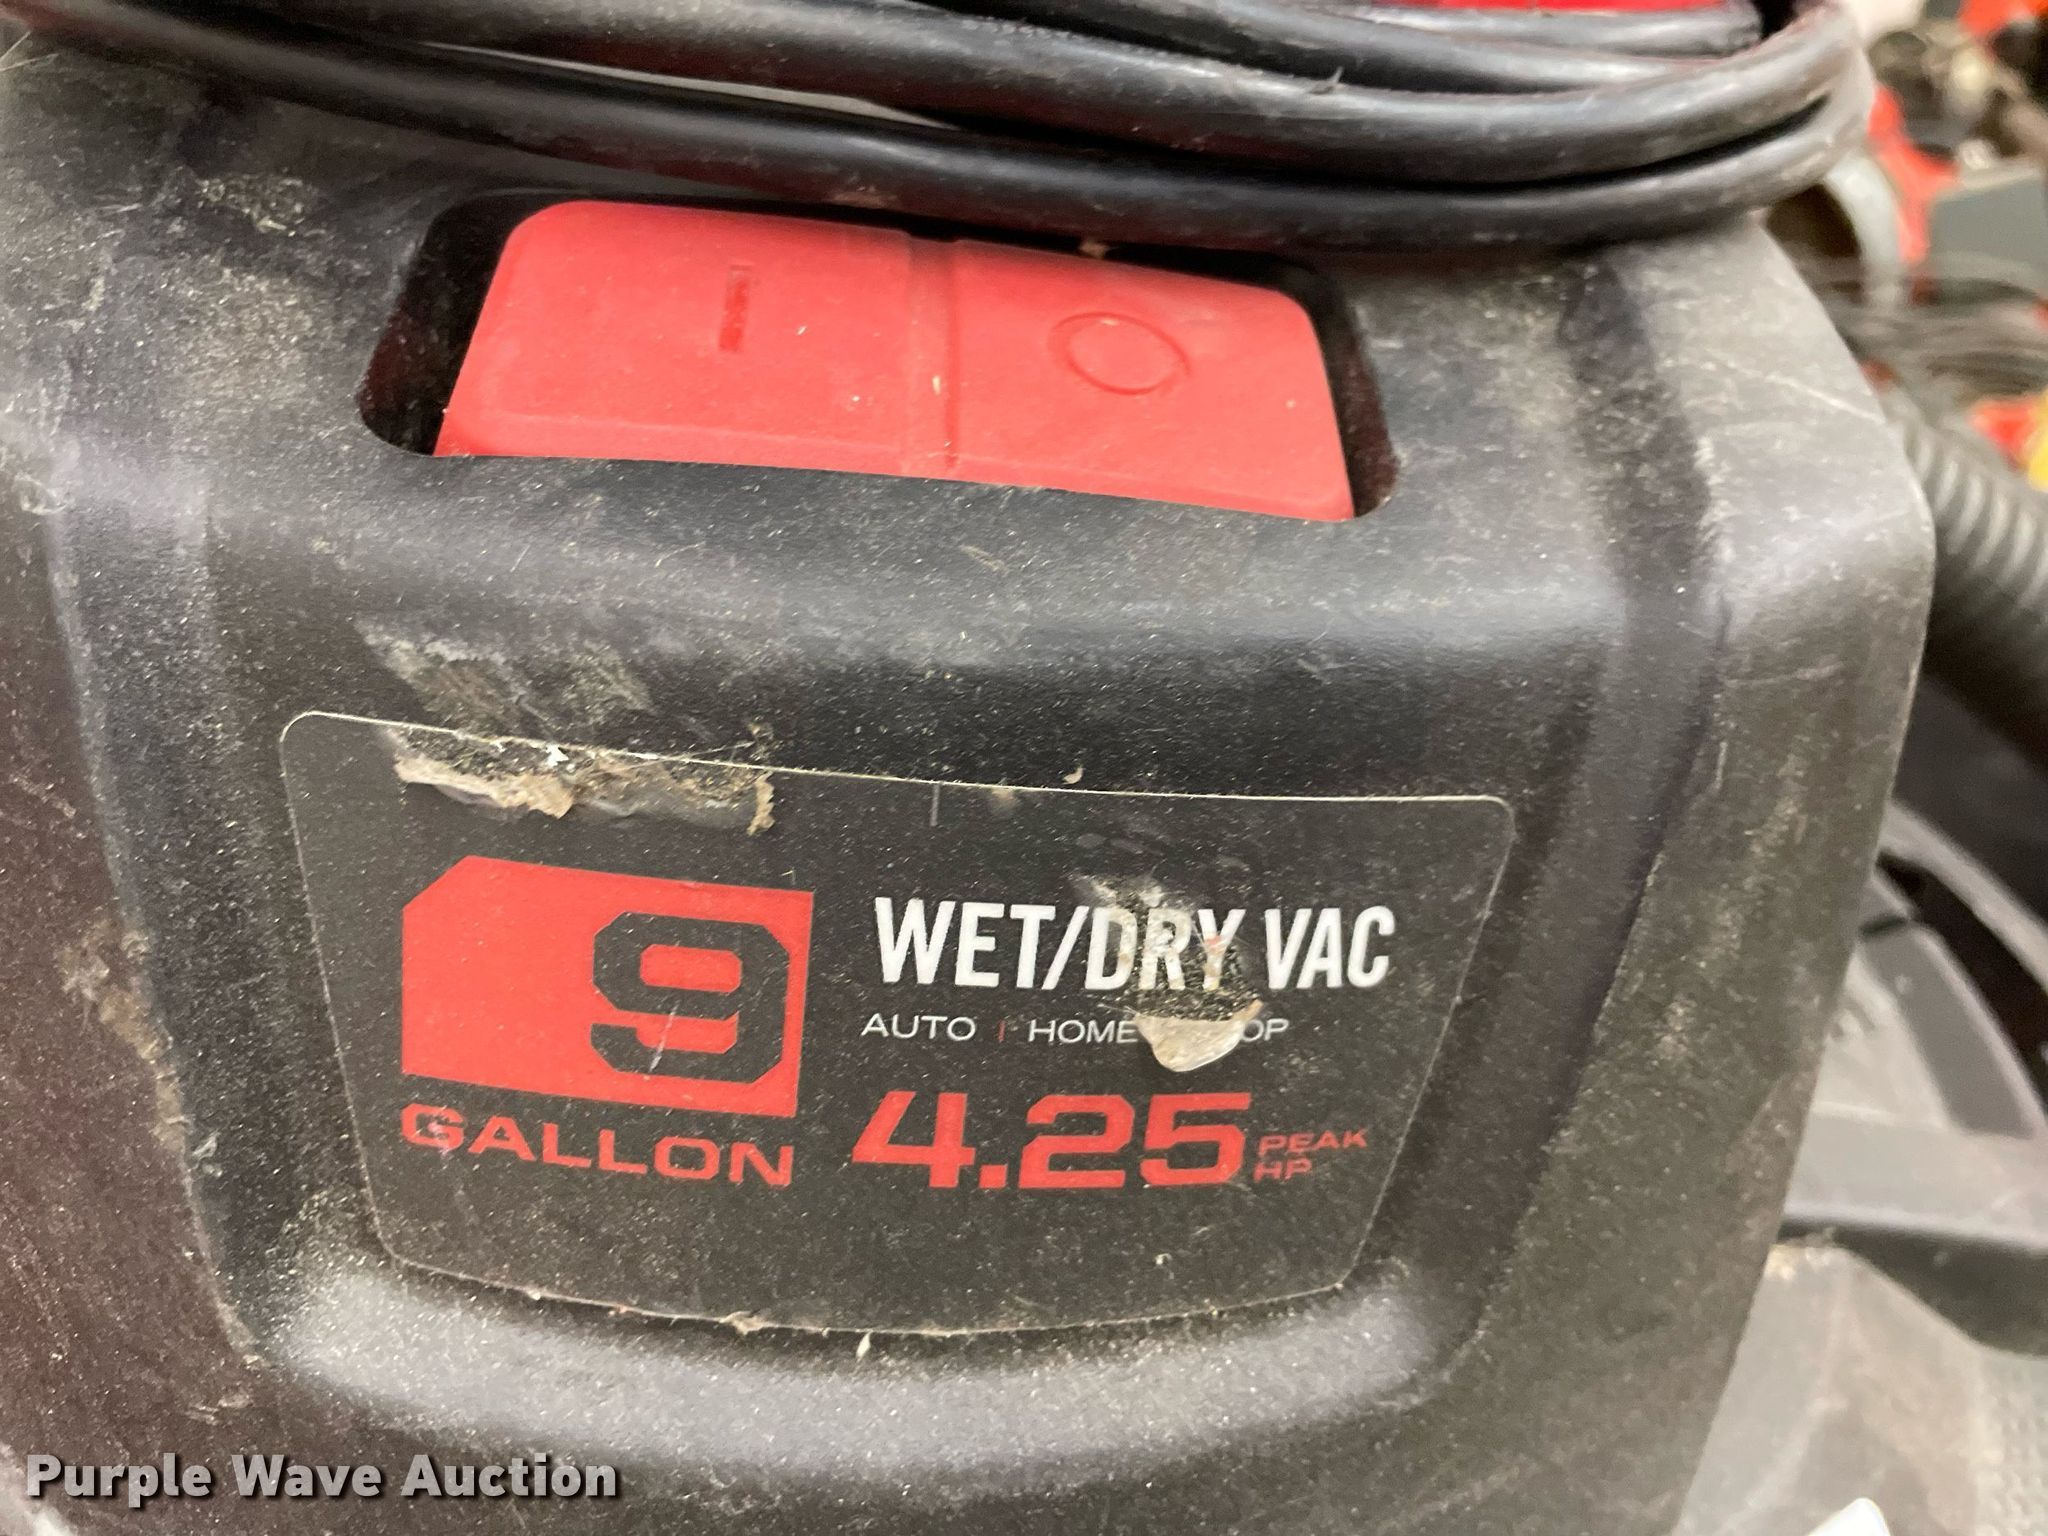 9
GALLON
WET/DRY VAC
AUTO | HOME
4.25 PEAK
HP
Purple Wave Auction